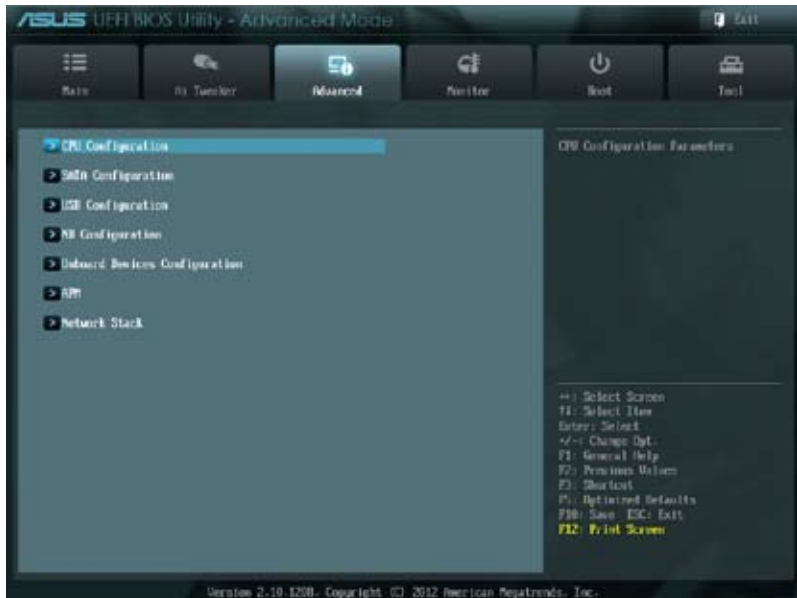 ASUS UEFI BIOS Utility - Advanced Mode
Exit
Main
Ai Tweaker
Advanced
Monitor
Boot
Tool
> CPU Configuration
> SATA Configuration
> USB Configuration
> NB Configuration
> Onboard Devices Configuration
> APM
> Network Stack
CPU Configuration Parameters
→←: Select Screen
↑↓: Select Item
Enter: Select
+/-: Change Opt.
F1: General Help
F2: Previous Values
F3: Shortcut
F5: Optimized Defaults
F10: Save ESC: Exit
F12: Print Screen
Version 2.10.1208. Copyright (C) 2012 American Megatrends, Inc.